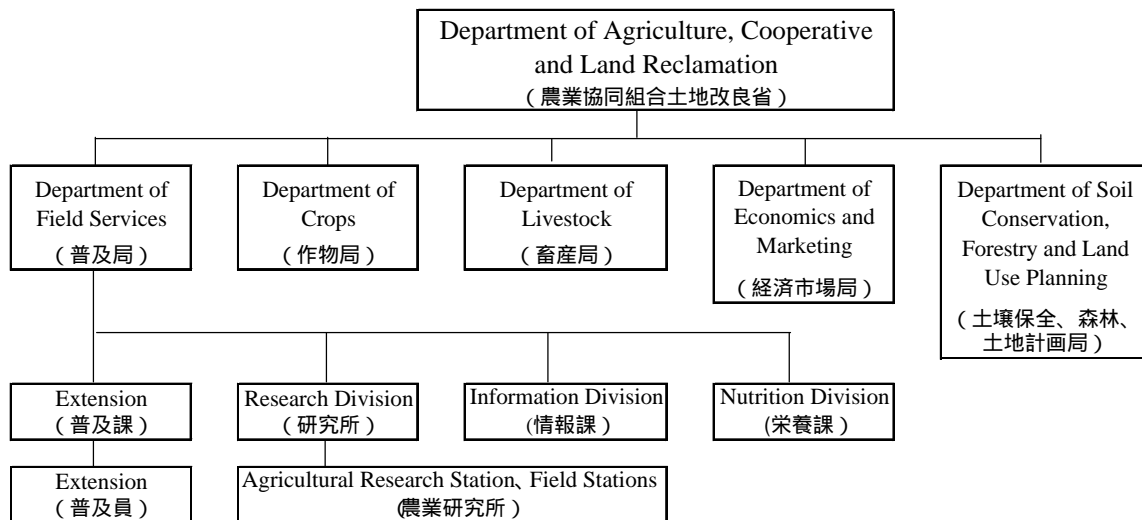 Department of Agriculture, Cooperative
and Land Reclamation
（農業協同組合土地改良省）
Department of
Field Services
（普及局）
Department of
Crops
（作物局）
Department of
Livestock
（畜産局）
Department of
Economics and
Marketing
（経済市場局）
Department of Soil
Conservation,
Forestry and Land
Use Planning
（土壌保全、森林、
土地計画局）
Extension
（普及課）
Research Division
（研究所）
Information Division
(情報課）
Nutrition Division
(栄養課）
Extension
（普及員）
Agricultural Research Station、Field Stations
(農業研究所）